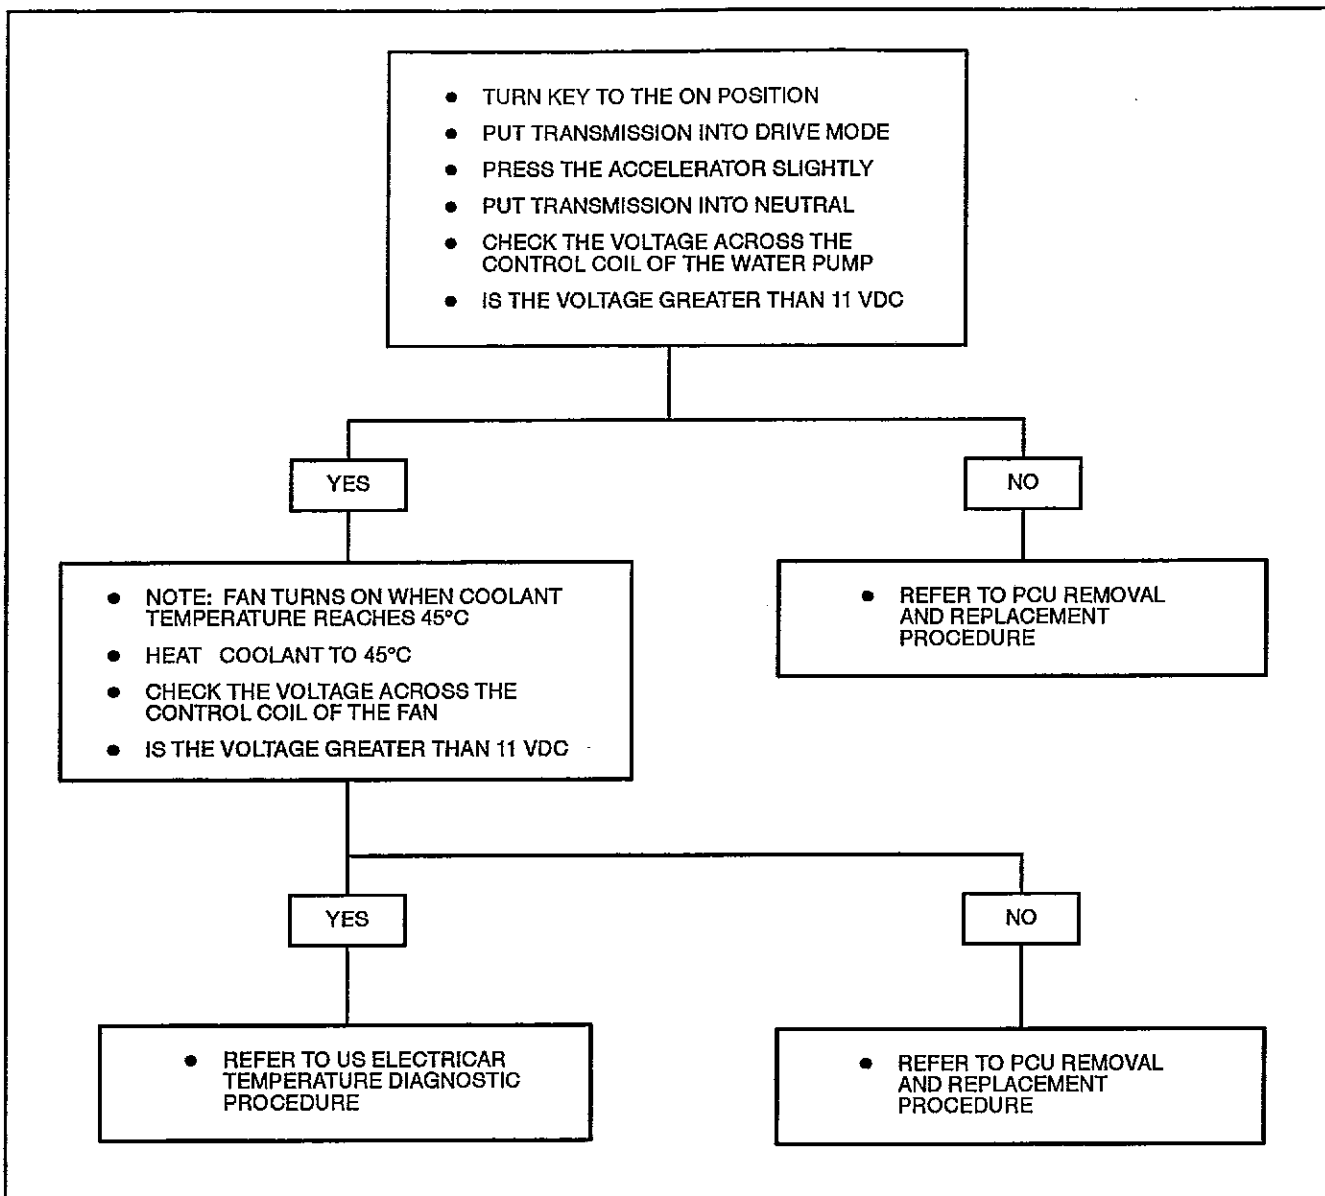 ● TURN KEY TO THE ON POSITION
● PUT TRANSMISSION INTO DRIVE MODE
● PRESS THE ACCELERATOR SLIGHTLY
● PUT TRANSMISSION INTO NEUTRAL
● CHECK THE VOLTAGE ACROSS THE
CONTROL COIL OF THE WATER PUMP
● IS THE VOLTAGE GREATER THAN 11 VDC
YES
NO
● NOTE: FAN TURNS ON WHEN COOLANT
TEMPERATURE REACHES 45°C
● HEAT COOLANT TO 45°C
● CHECK THE VOLTAGE ACROSS THE
CONTROL COIL OF THE FAN
● IS THE VOLTAGE GREATER THAN 11 VDC
● REFER TO PCU REMOVAL
AND REPLACEMENT
PROCEDURE
YES
NO
● REFER TO US ELECTRICAR
TEMPERATURE DIAGNOSTIC
PROCEDURE
● REFER TO PCU REMOVAL
AND REPLACEMENT
PROCEDURE